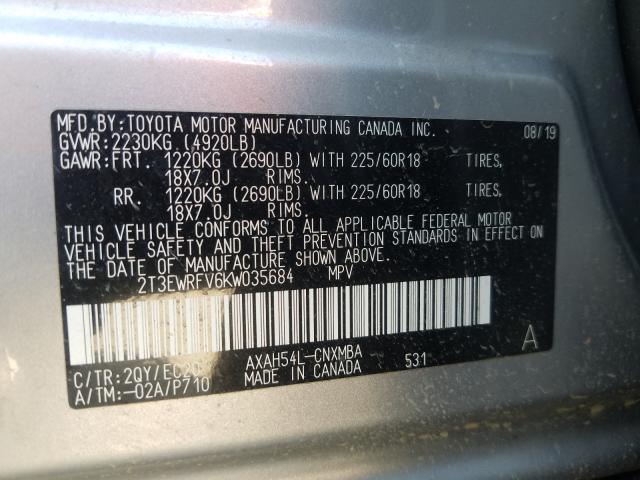 MFD.BY:TOYOTA MOTOR MANUFACTURING CANADA INC. 08/19
GVWR:2230KG (4920LB)
GAWR:FRT. 1220KG (2690LB) WITH 225/60R18 TIRES,
18X7.0J RIMS.
RR. 1220KG (2690LB) WITH 225/60R18 TIRES,
18X7.0J RIMS.
THIS VEHICLE CONFORMS TO ALL APPLICABLE FEDERAL MOTOR
VEHICLE SAFETY AND THEFT PREVENTION STANDARDS IN EFFECT ON
THE DATE OF MANUFACTURE SHOWN ABOVE.
2T3EWRFV6KW035684 MPV
C/TR:2QY/EC20 AXAH54L-CNXMBA 531 A
A/TM:-02A/P710 MADE IN CANADA